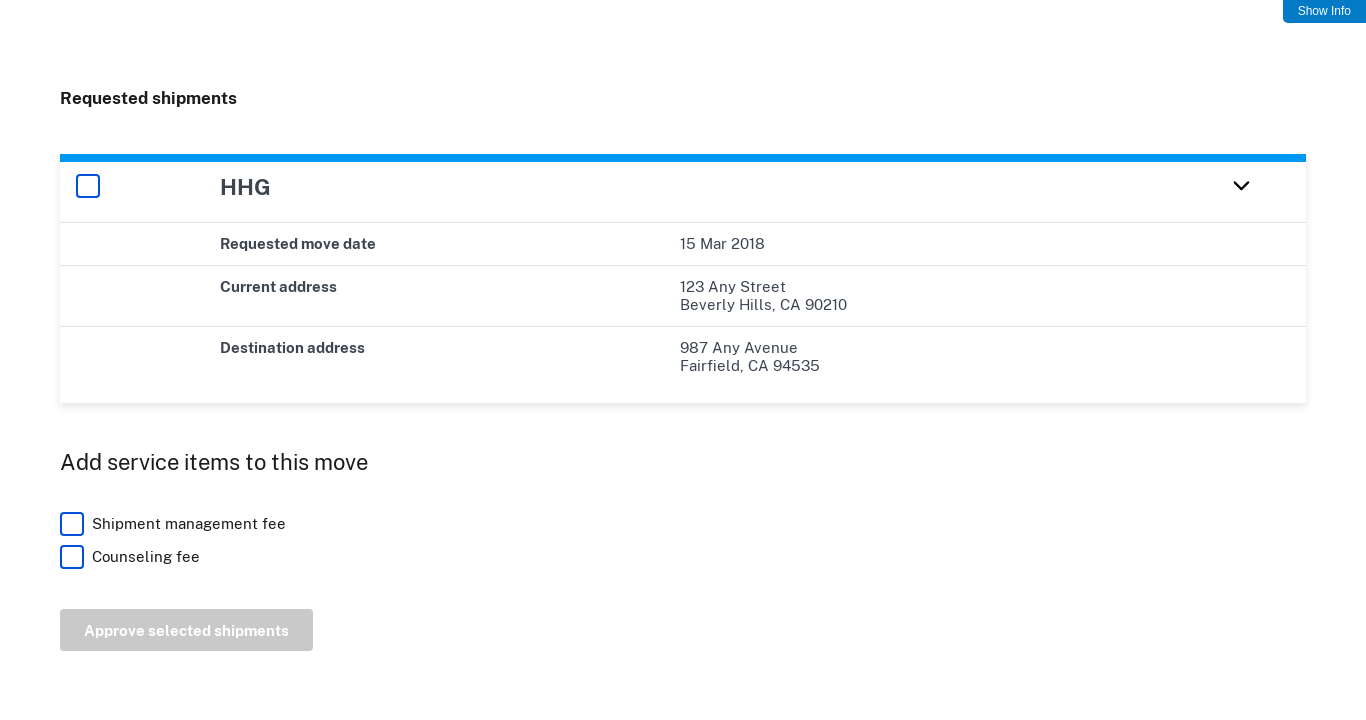 Show Info
Requested shipments
HHG
Requested move date
15 Mar 2018
Current address
123 Any Street
Beverly Hills, CA 90210
Destination address
987 Any Avenue
Fairfield, CA 94535
Add service items to this move
Shipment management fee
Counseling fee
Approve selected shipments